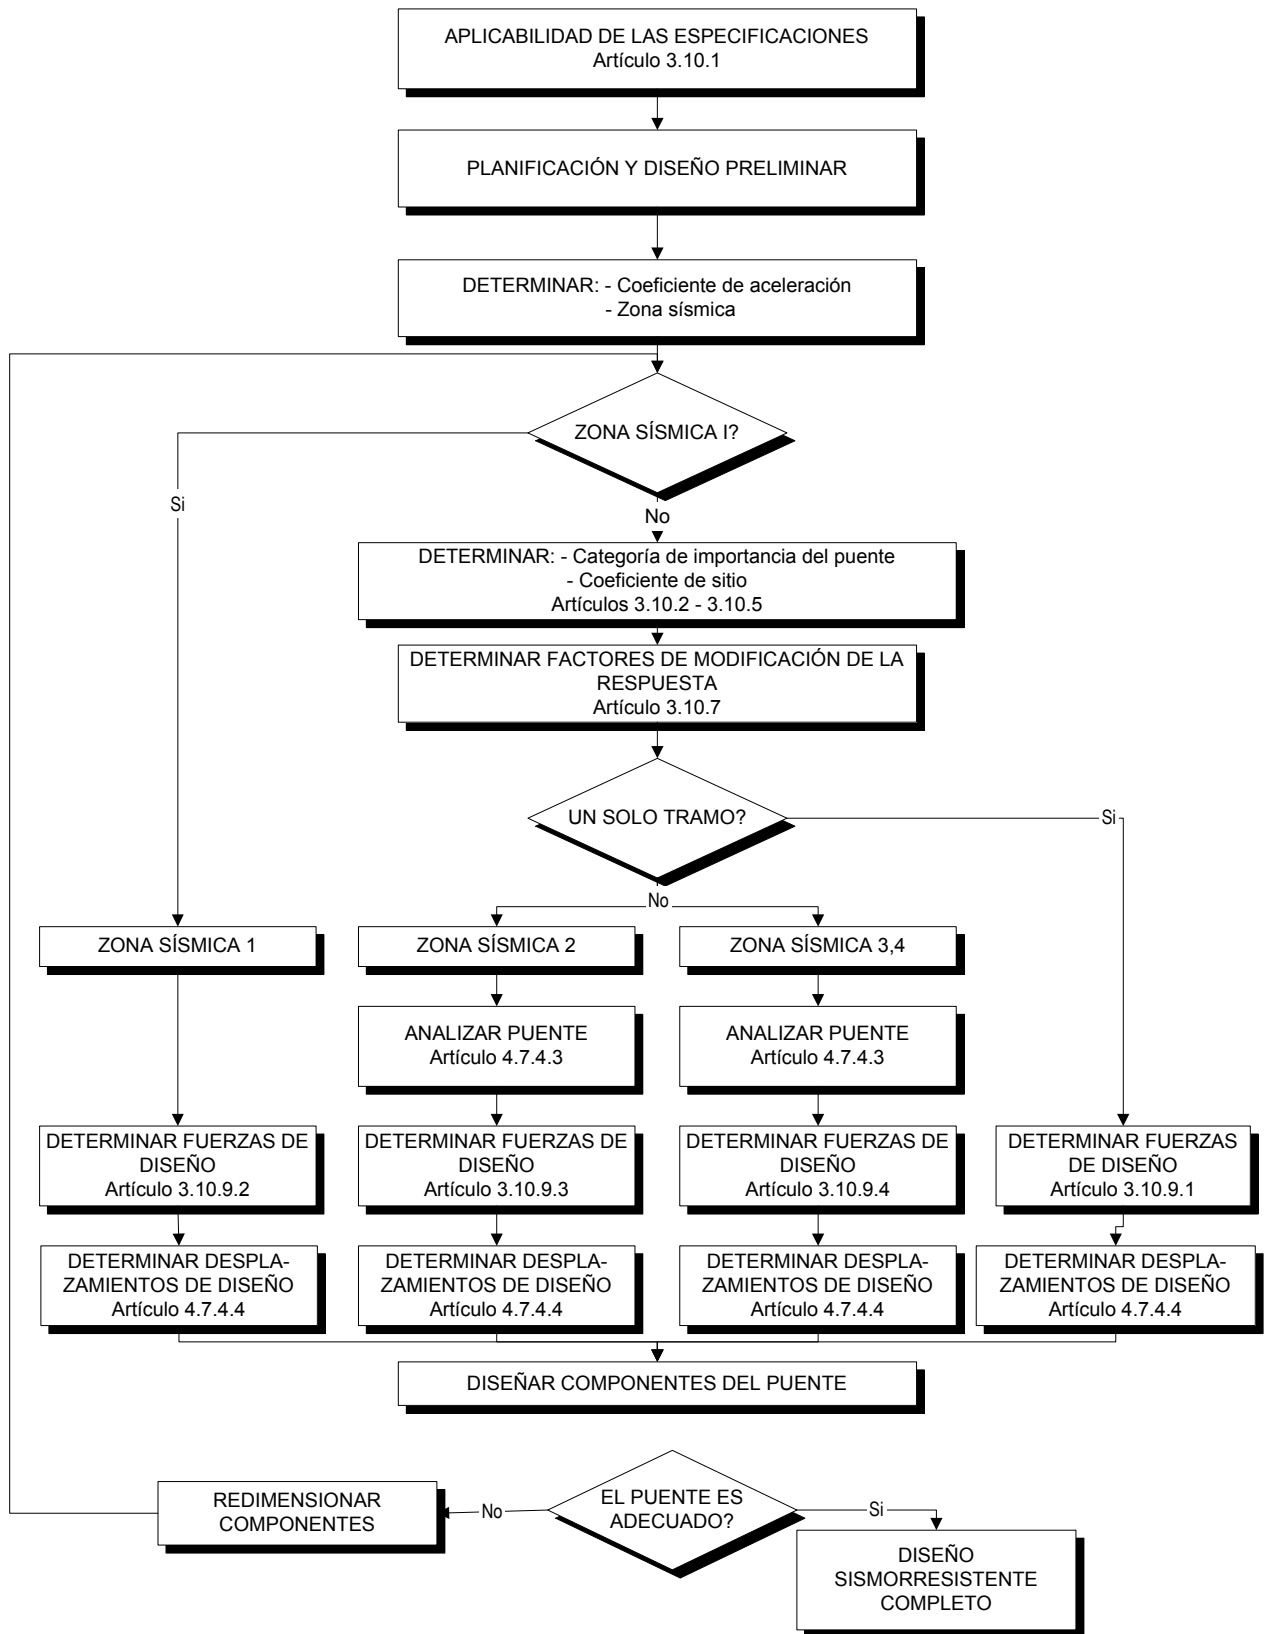 APLICABILIDAD DE LAS ESPECIFICACIONES
Artículo 3.10.1
PLANIFICACIÓN Y DISEÑO PRELIMINAR
DETERMINAR: - Coeficiente de aceleración
- Zona sísmica
ZONA SÍSMICA I?
Si
No
DETERMINAR: - Categoría de importancia del puente
- Coeficiente de sitio
Artículos 3.10.2 - 3.10.5
DETERMINAR FACTORES DE MODIFICACIÓN DE LA
RESPUESTA
Artículo 3.10.7
UN SOLO TRAMO?
Si
No
ZONA SÍSMICA 1
ZONA SÍSMICA 2
ZONA SÍSMICA 3,4
ANALIZAR PUENTE
Artículo 4.7.4.3
ANALIZAR PUENTE
Artículo 4.7.4.3
DETERMINAR FUERZAS DE
DISEÑO
Artículo 3.10.9.2
DETERMINAR FUERZAS DE
DISEÑO
Artículo 3.10.9.3
DETERMINAR FUERZAS DE
DISEÑO
Artículo 3.10.9.4
DETERMINAR FUERZAS
DE DISEÑO
Artículo 3.10.9.1
DETERMINAR DESPLA-
ZAMIENTOS DE DISEÑO
Artículo 4.7.4.4
DETERMINAR DESPLA-
ZAMIENTOS DE DISEÑO
Artículo 4.7.4.4
DETERMINAR DESPLA-
ZAMIENTOS DE DISEÑO
Artículo 4.7.4.4
DETERMINAR DESPLA-
ZAMIENTOS DE DISEÑO
Artículo 4.7.4.4
DISEÑAR COMPONENTES DEL PUENTE
REDIMENSIONAR
COMPONENTES
No
EL PUENTE ES
ADECUADO?
Si
DISEÑO
SISMORRESISTENTE
COMPLETO